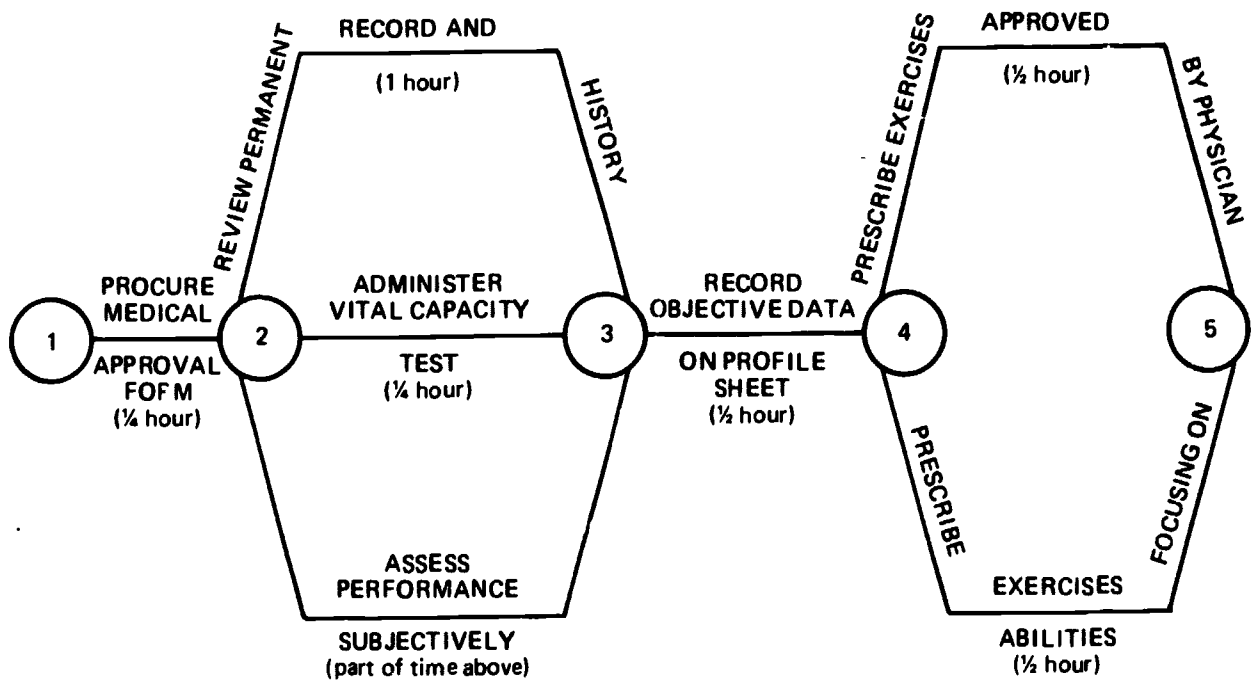 REVIEW PERMANENT
RECORD AND
(1 hour)
HISTORY
PRESCRIBE EXERCISES
APPROVED
(½ hour)
BY PHYSICIAN
1
PROCURE
MEDICAL
APPROVAL
FOFM
(¼ hour)
2
ADMINISTER
VITAL CAPACITY
TEST
(¼ hour)
3
RECORD
OBJECTIVE DATA
ON PROFILE
SHEET
(½ hour)
4
5
ASSESS
PERFORMANCE
SUBJECTIVELY
(part of time above)
PRESCRIBE
EXERCISES
FOCUSING ON
ABILITIES
(½ hour)